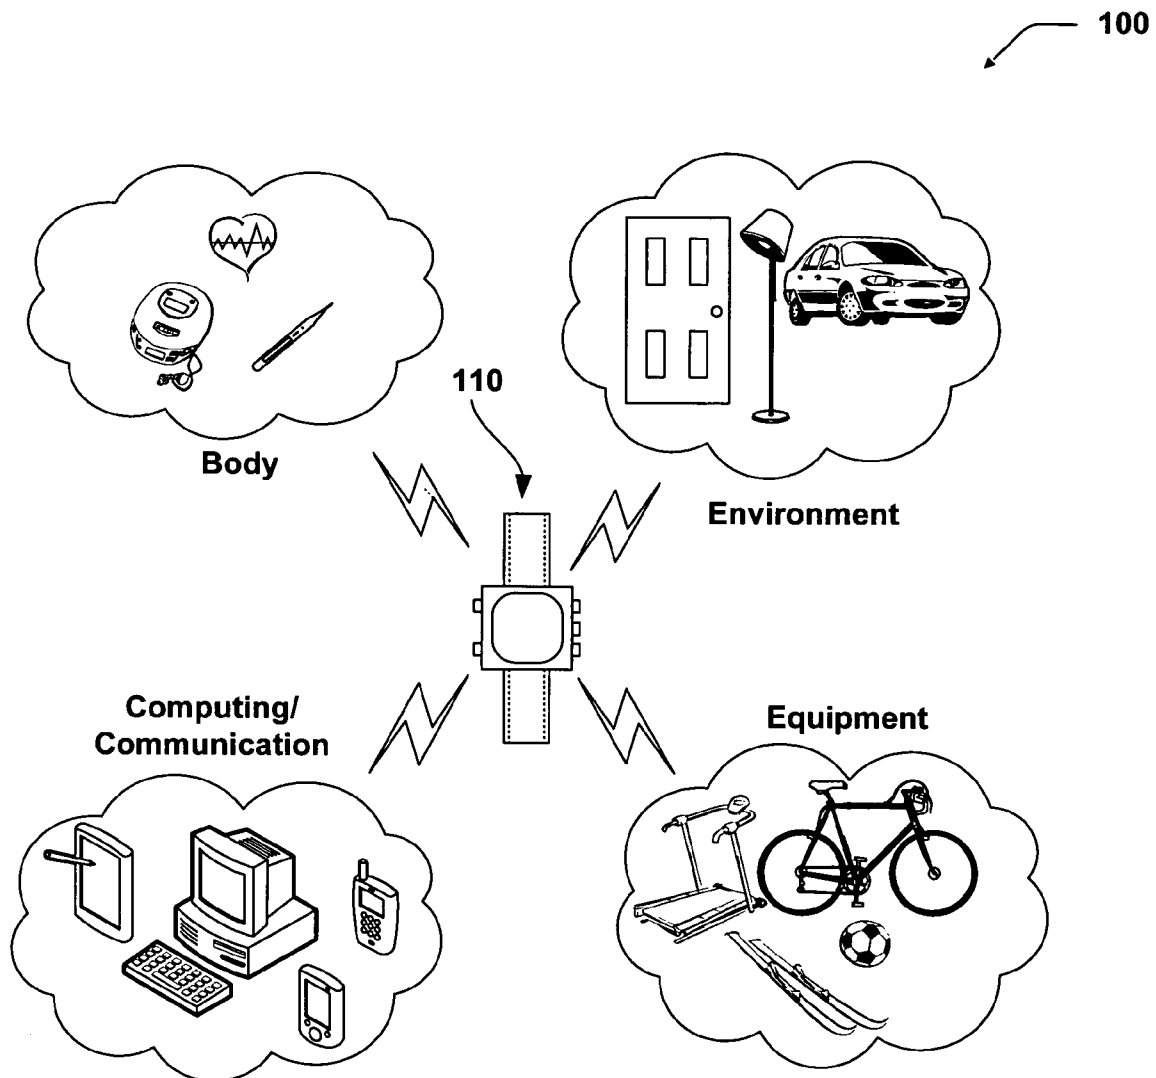 100
110
Body
Environment
Computing/
Communication
Equipment